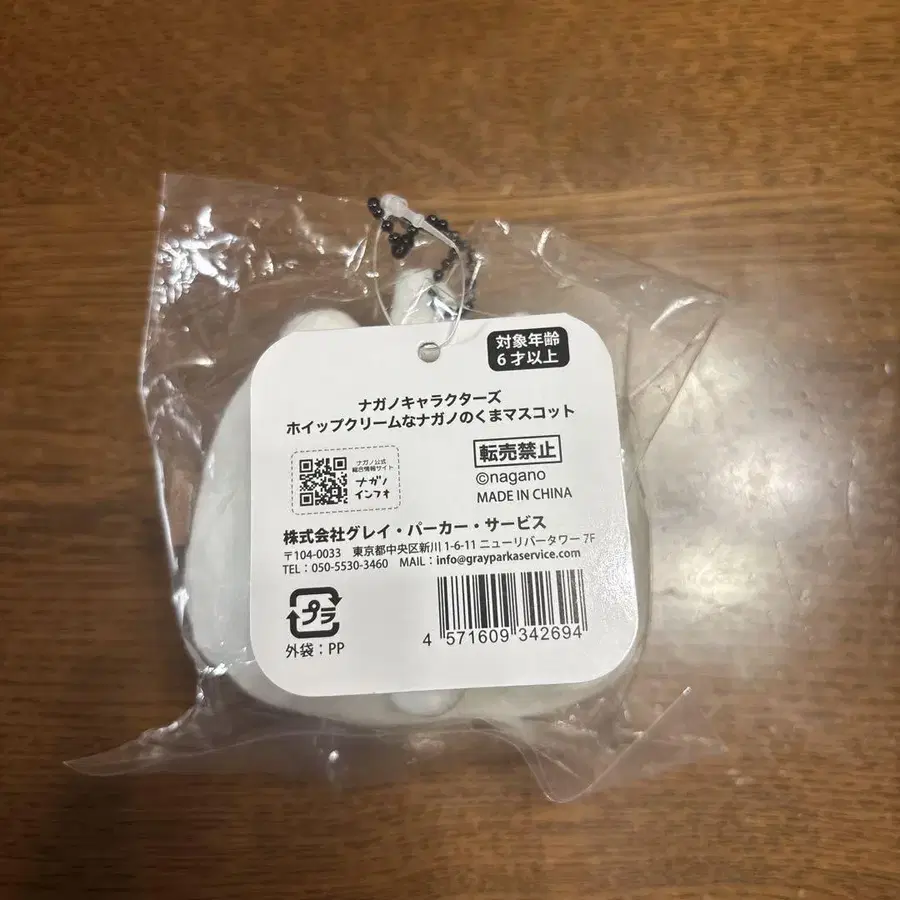 対象年齢
6才以上
ナガノキャラクターズ
ホイップクリームなナガノのくまマスコット
ナガノ公式
総合情報サイト
ナガノ
インフォ
転売禁止
©nagano
MADE IN CHINA
株式会社グレイ・パーカー・サービス
〒104-0033 東京都中央区新川 1-6-11 ニューリバータワー 7F
TEL：050-5530-3460 MAIL：info@grayparkaservice.com
プラ
外袋：PP
4 571609 342694